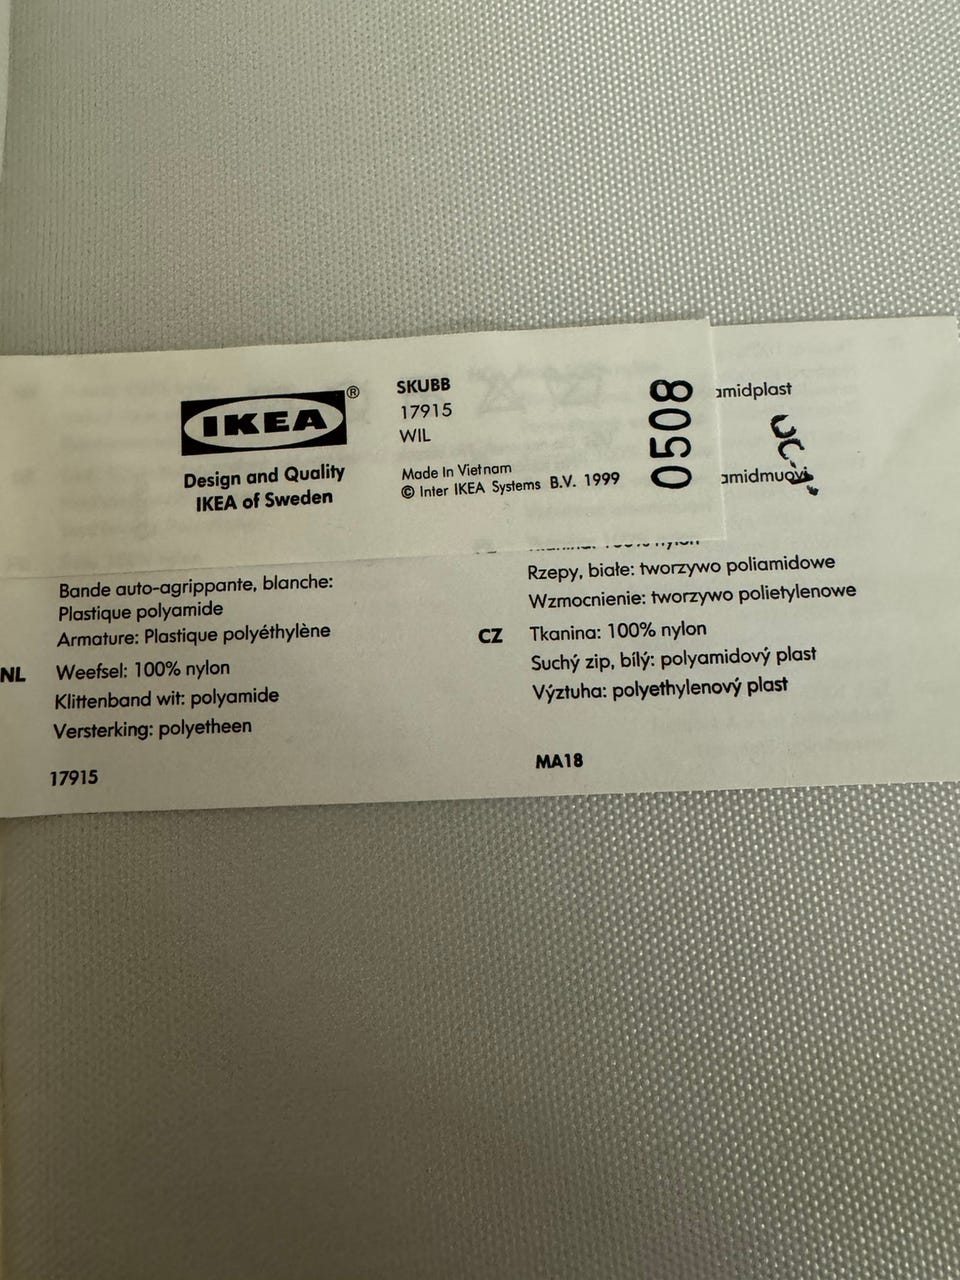 IKEA®
Design and Quality
IKEA of Sweden
SKUBB
17915
WIL
Made In Vietnam
© Inter IKEA Systems B.V. 1999
0508
amidplast
amidmuovi
Bande auto-agrippante, blanche:
Plastique polyamide
Armature: Plastique polyéthylène
NL Weefsel: 100% nylon
Klittenband wit: polyamide
Versterking: polyetheen
17915
Rzepy, białe: tworzywo poliamidowe
Wzmocnienie: tworzywo polietylenowe
CZ Tkanina: 100% nylon
Suchý zip, bílý: polyamidový plast
Výztuha: polyethylenový plast
MA18